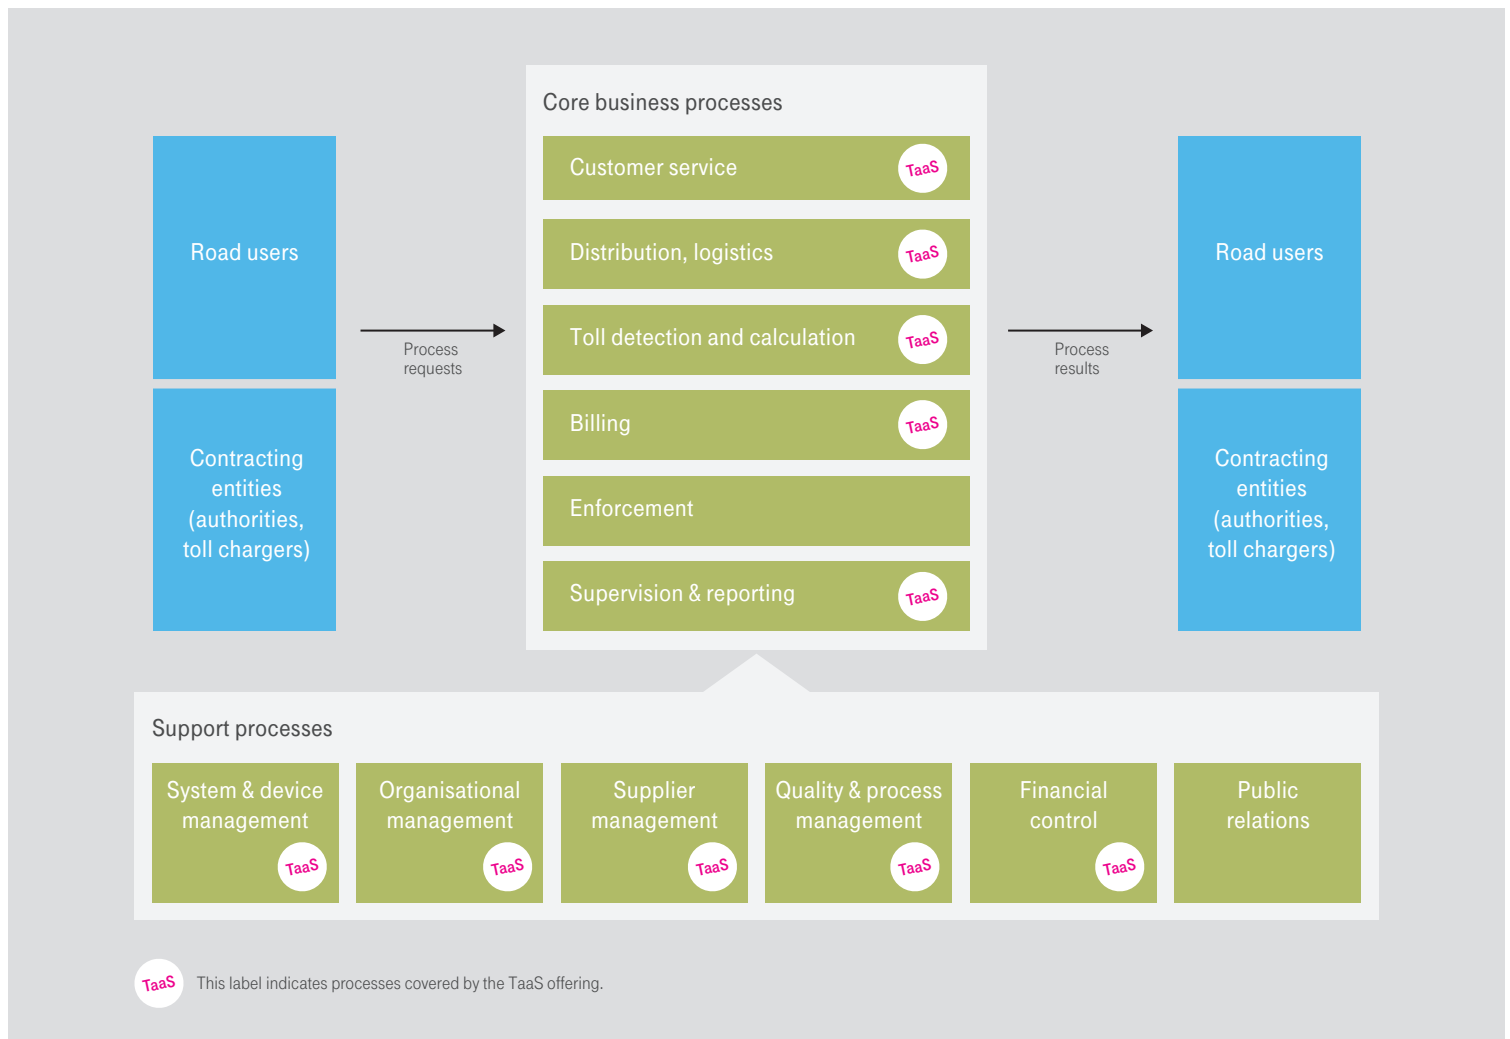 Core business processes
Customer service
TaaS
Distribution, logistics
TaaS
Toll detection and calculation
TaaS
Billing
TaaS
Enforcement
Supervision & reporting
TaaS
Road users
Contracting
entities
(authorities,
toll chargers)
Process
requests
Process
results
Road users
Contracting
entities
(authorities,
toll chargers)
Support processes
System & device
management
TaaS
Organisational
management
TaaS
Supplier
management
TaaS
Quality & process
management
TaaS
Financial
control
TaaS
Public
relations
TaaS
This label indicates processes covered by the TaaS offering.